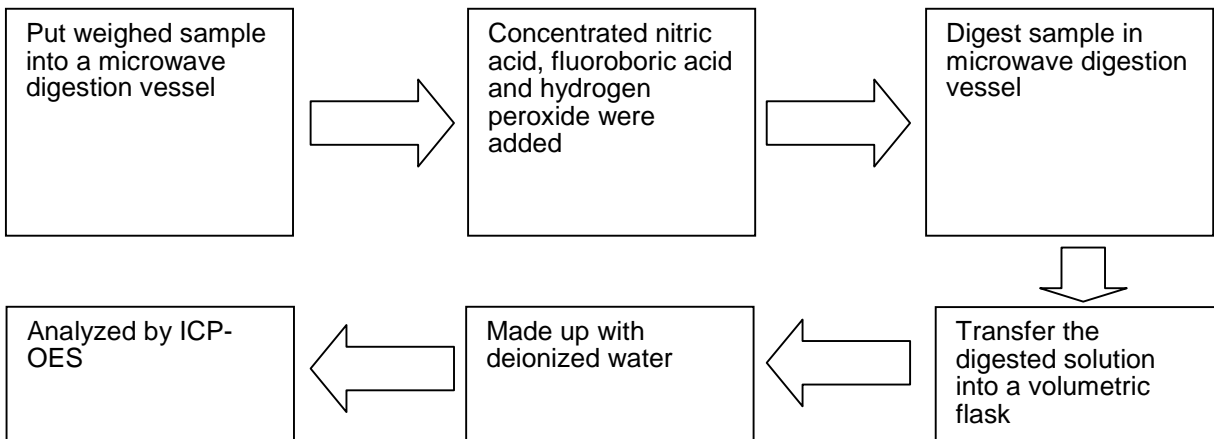 Put weighed sample
into a microwave
digestion vessel
Concentrated nitric
acid, fluoroboric acid
and hydrogen
peroxide were
added
Digest sample in
microwave digestion
vessel
Transfer the
digested solution
into a volumetric
flask
Made up with
deionized water
Analyzed by ICP-
OES